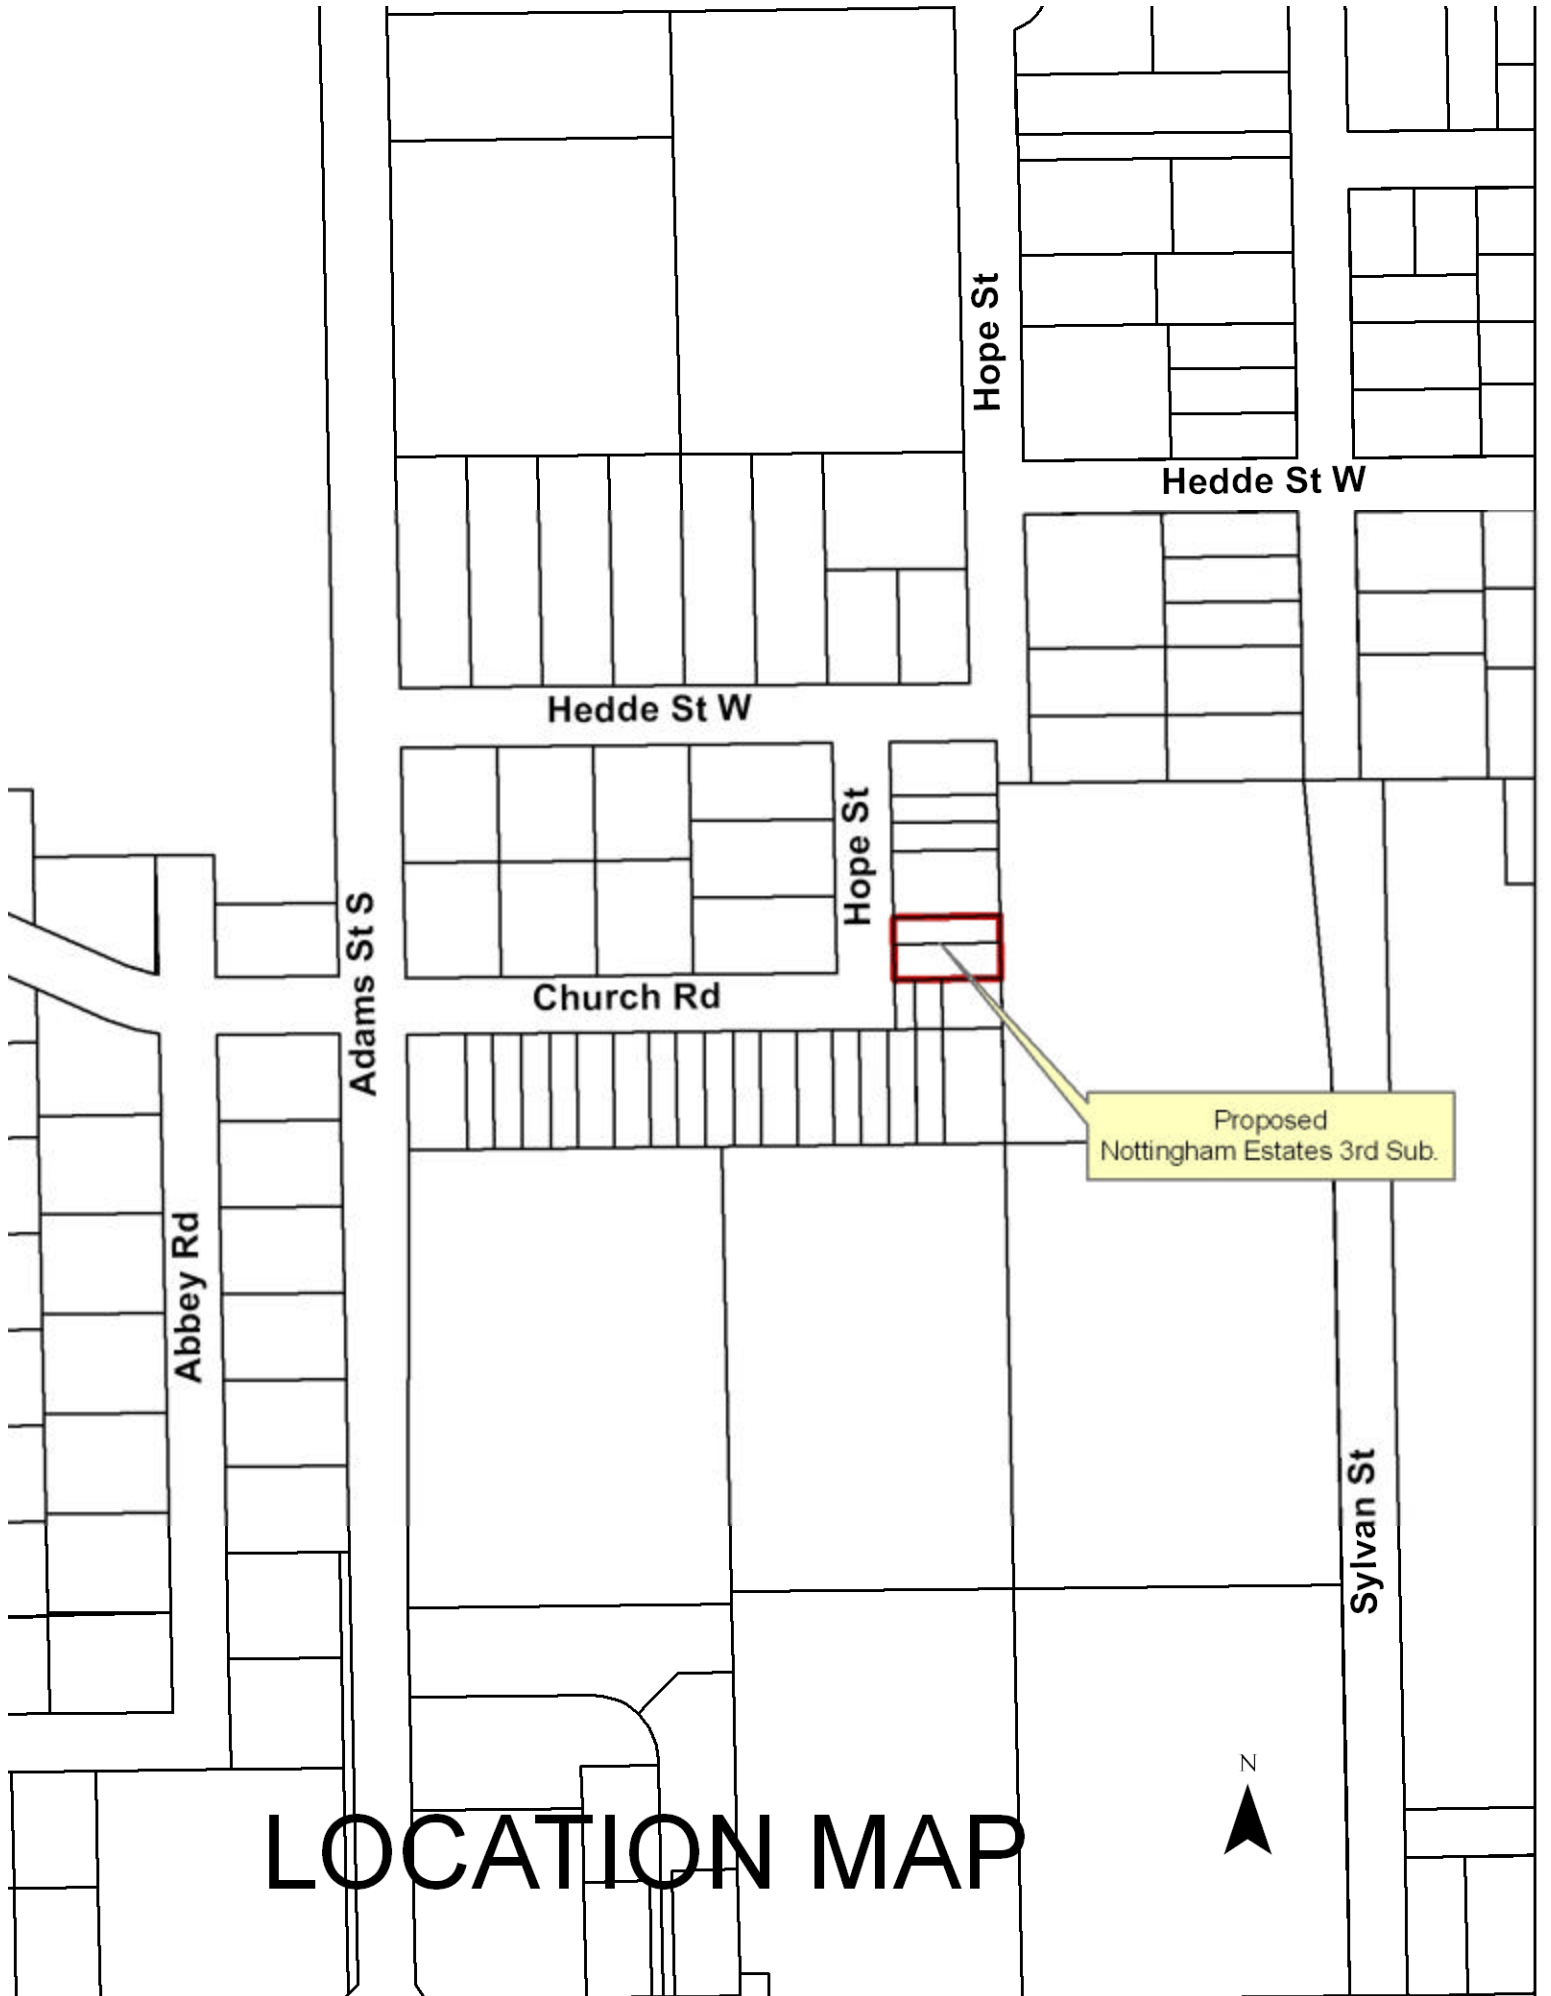 Hope St
Hedde St W
Hedde St W
Hope St
Adams St S
Church Rd
Proposed
Nottingham Estates 3rd Sub.
Abbey Rd
Sylvan St
N
LOCATION MAP